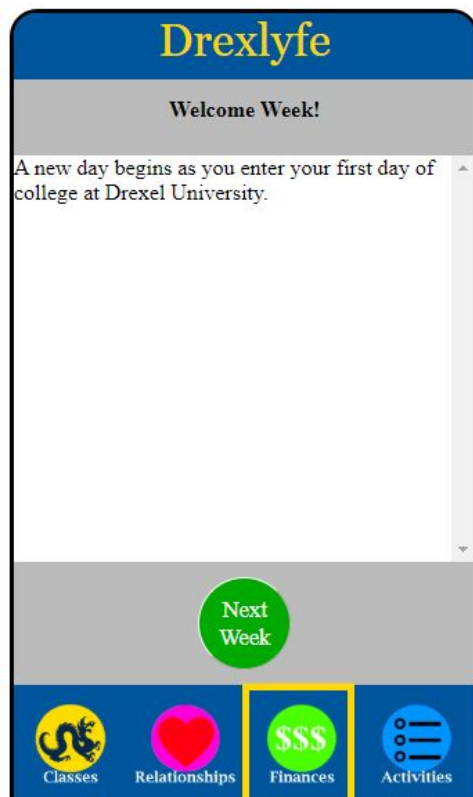 Drexlyfe
Welcome Week!
A new day begins as you enter your first day of
college at Drexel University.
Next
Week
$$$
Classes
Relationships
Finances
Activities